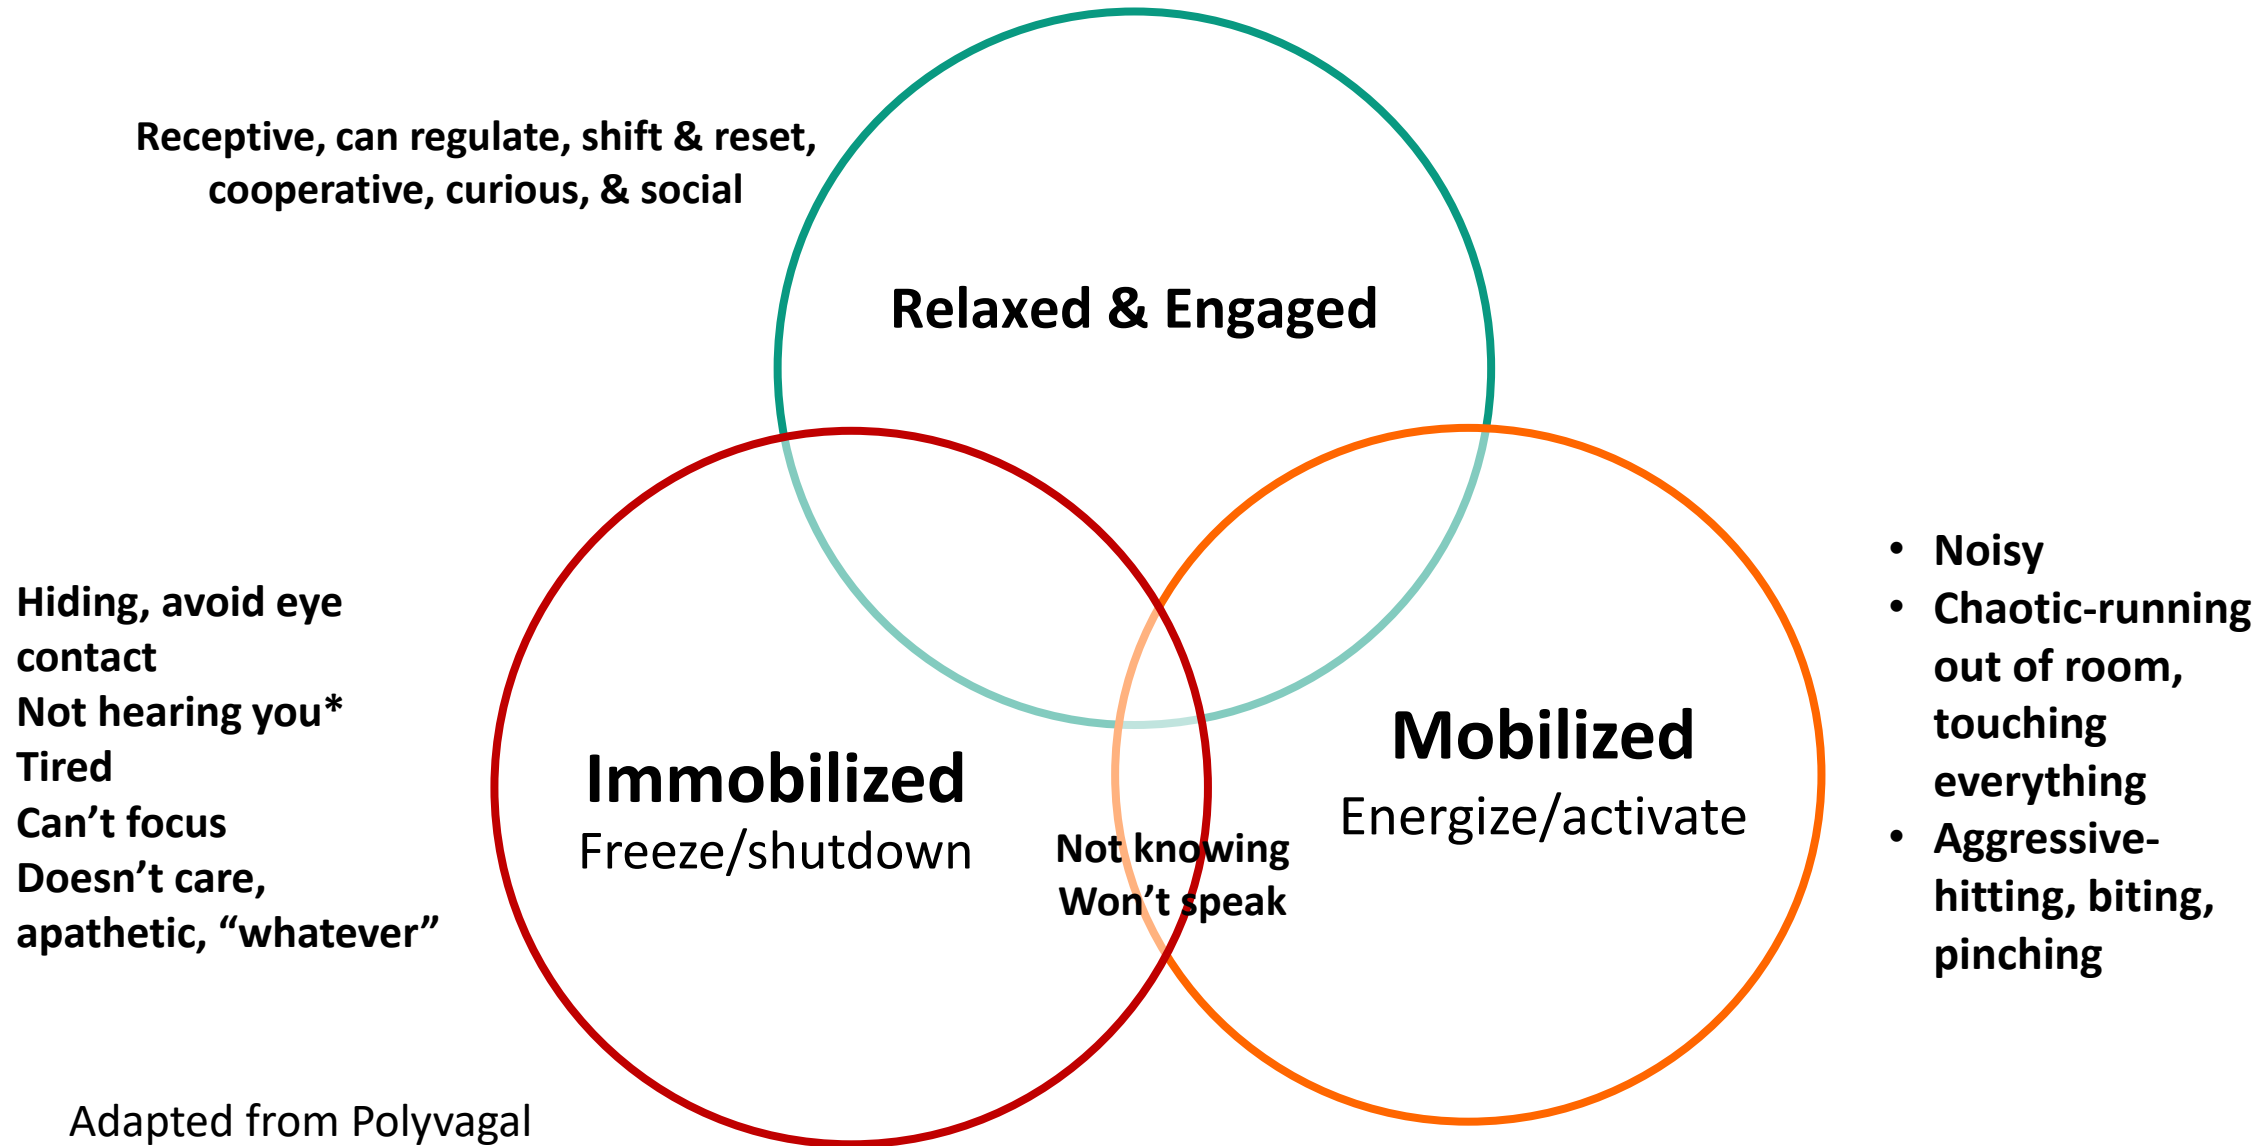 Receptive, can regulate, shift & reset,
cooperative, curious, & social
Relaxed & Engaged
Hiding, avoid eye
contact
Not hearing you*
Tired
Can’t focus
Doesn’t care,
apathetic, “whatever”
Immobilized
Freeze/shutdown
Not knowing
Won’t speak
Mobilized
Energize/activate
• Noisy
• Chaotic-running
out of room,
touching
everything
• Aggressive-
hitting, biting,
pinching
Adapted from Polyvagal